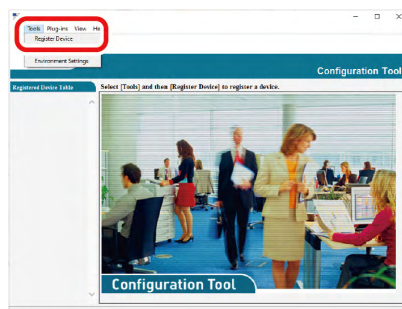 Tools Plug-ins View He
Register Device
Environment Settings
Configuration Tool
Registered Device Table
Select [Tools] and then [Register Device] to register a device.
Configuration Tool